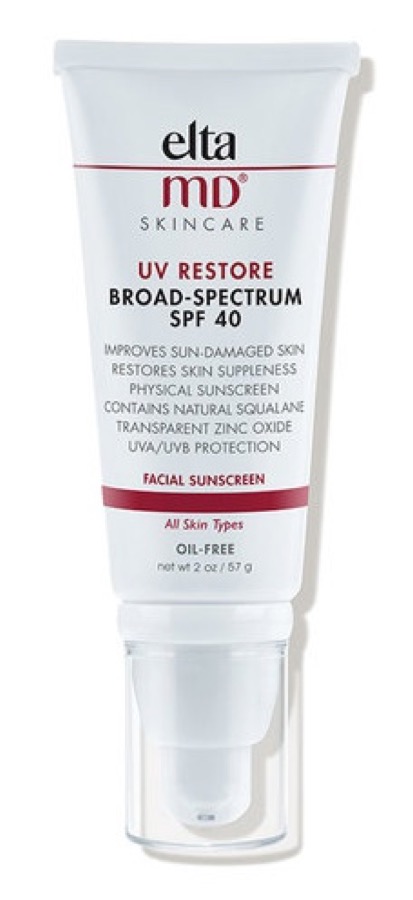 elta
MD®
SKINCARE
UV RESTORE
BROAD-SPECTRUM
SPF 40
IMPROVES SUN-DAMAGED SKIN
RESTORES SKIN SUPPLENESS
PHYSICAL SUNSCREEN
CONTAINS NATURAL SQUALANE
TRANSPARENT ZINC OXIDE
UVA/UVB PROTECTION
FACIAL SUNSCREEN
All Skin Types
OIL-FREE
net wt 2 oz / 57 g